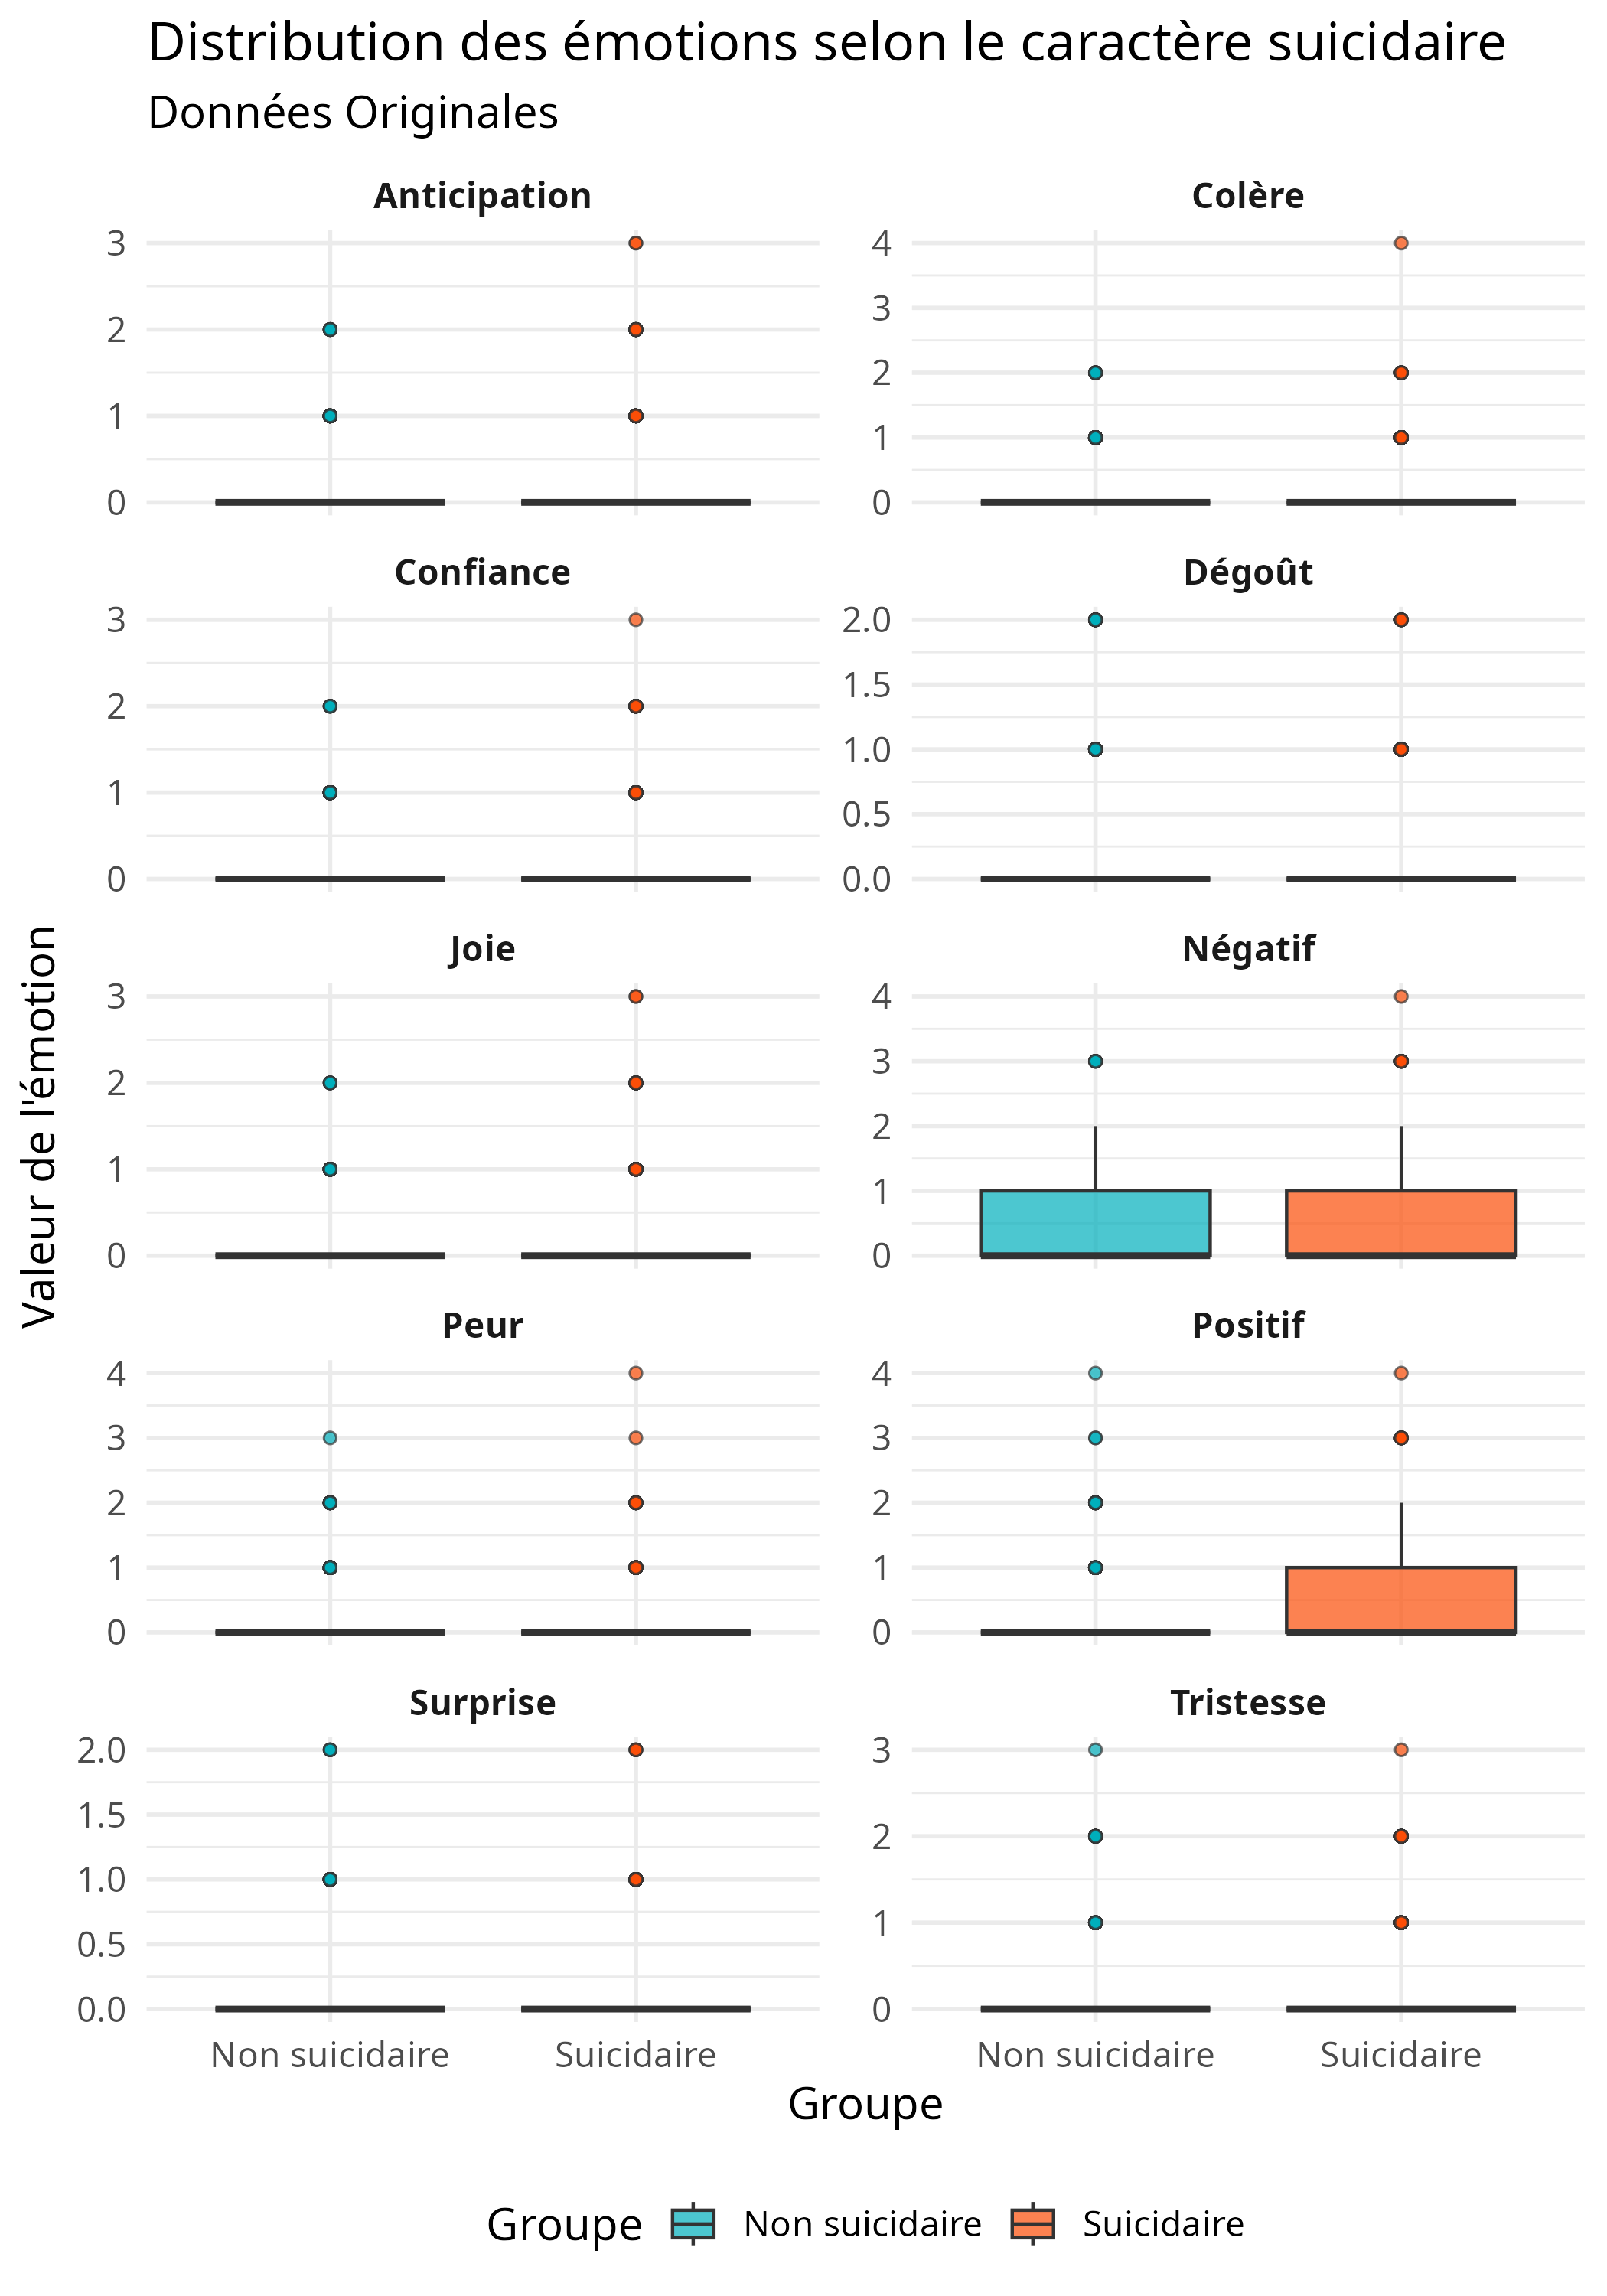 Distribution des émotions selon le caractère suicidaire
Données Originales
Anticipation
Colère
3
2
1
0
4
3
2
1
0
Confiance
Dégoût
3
2
1
0
2.0
1.5
1.0
0.5
0.0
Joie
Négatif
3
2
1
0
4
3
2
1
0
Peur
Positif
4
3
2
1
0
4
3
2
1
0
Surprise
Tristesse
2.0
1.5
1.0
0.5
0.0
3
2
1
0
Valeur de l'émotion
Non suicidaire
Suicidaire
Non suicidaire
Suicidaire
Groupe
Groupe
Non suicidaire
Suicidaire